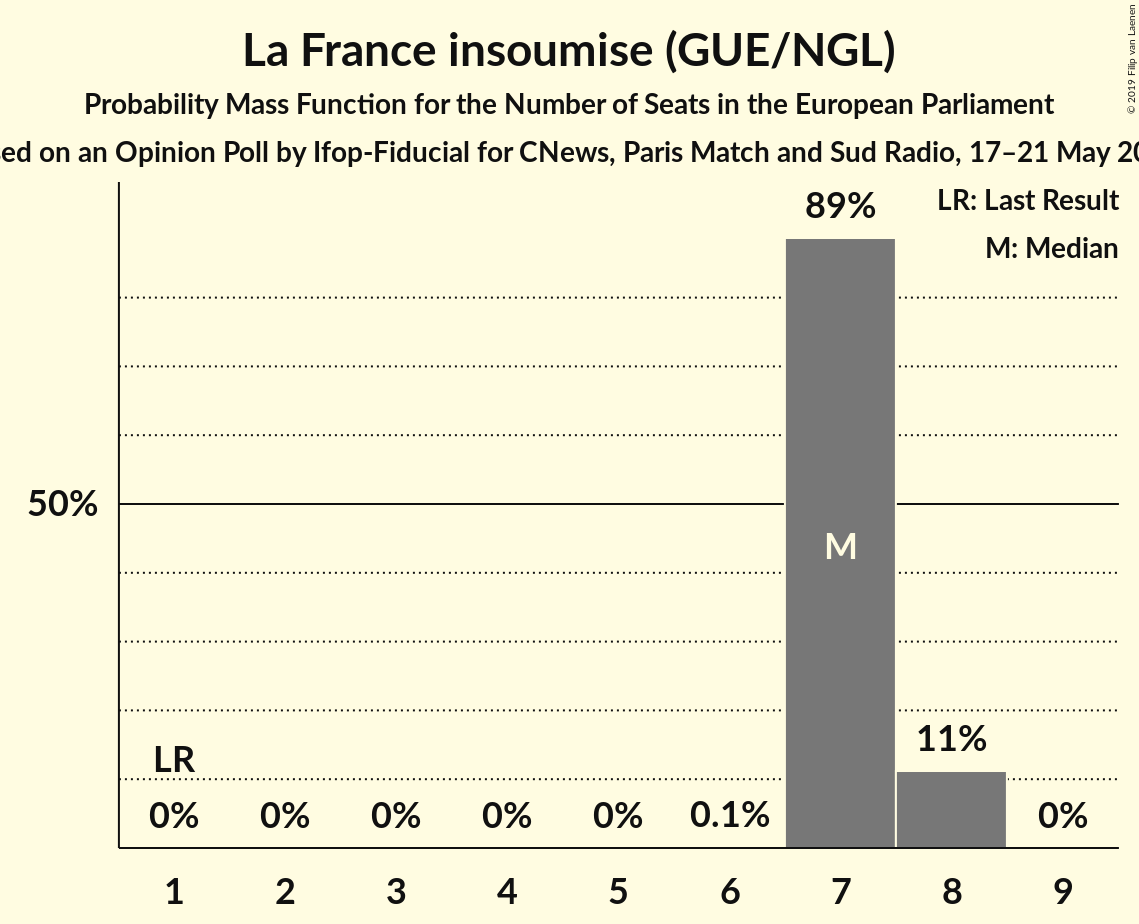 La France insoumise (GUE/NGL)
Probability Mass Function for the Number of Seats in the European Parliament
on an Opinion Poll by Ifop-Fiducial for CNews, Paris Match and Sud Radio, 17–21 May
© 2019 Filip van Laenen
LR: Last Result
M: Median
89%
50%
M
LR
11%
0% 0% 0% 0% 0% 0.1% 0%
1 2 3 4 5 6 7 8 9